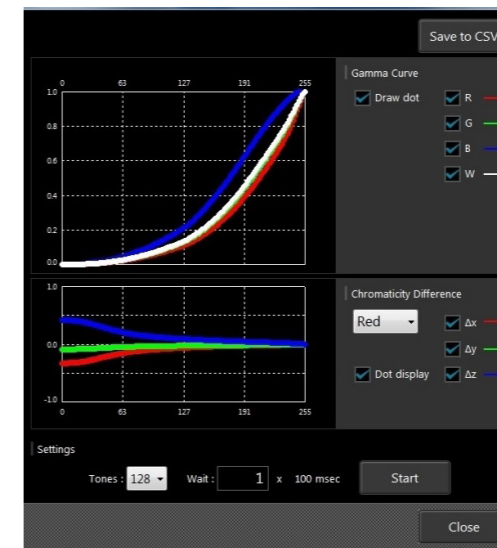 Save to CSV
Gamma Curve
0 63 127 191 255
1.0
0.8
0.6
0.4
0.2
0.0
Draw dot
R
G
B
W
Chromaticity Difference
Red
Δx
Δy
Dot display
Δz
1.0
0.0
-1.0
0 63 127 191 255
Settings
Tones : 128 Wait : 1 x 100 msec Start
Close